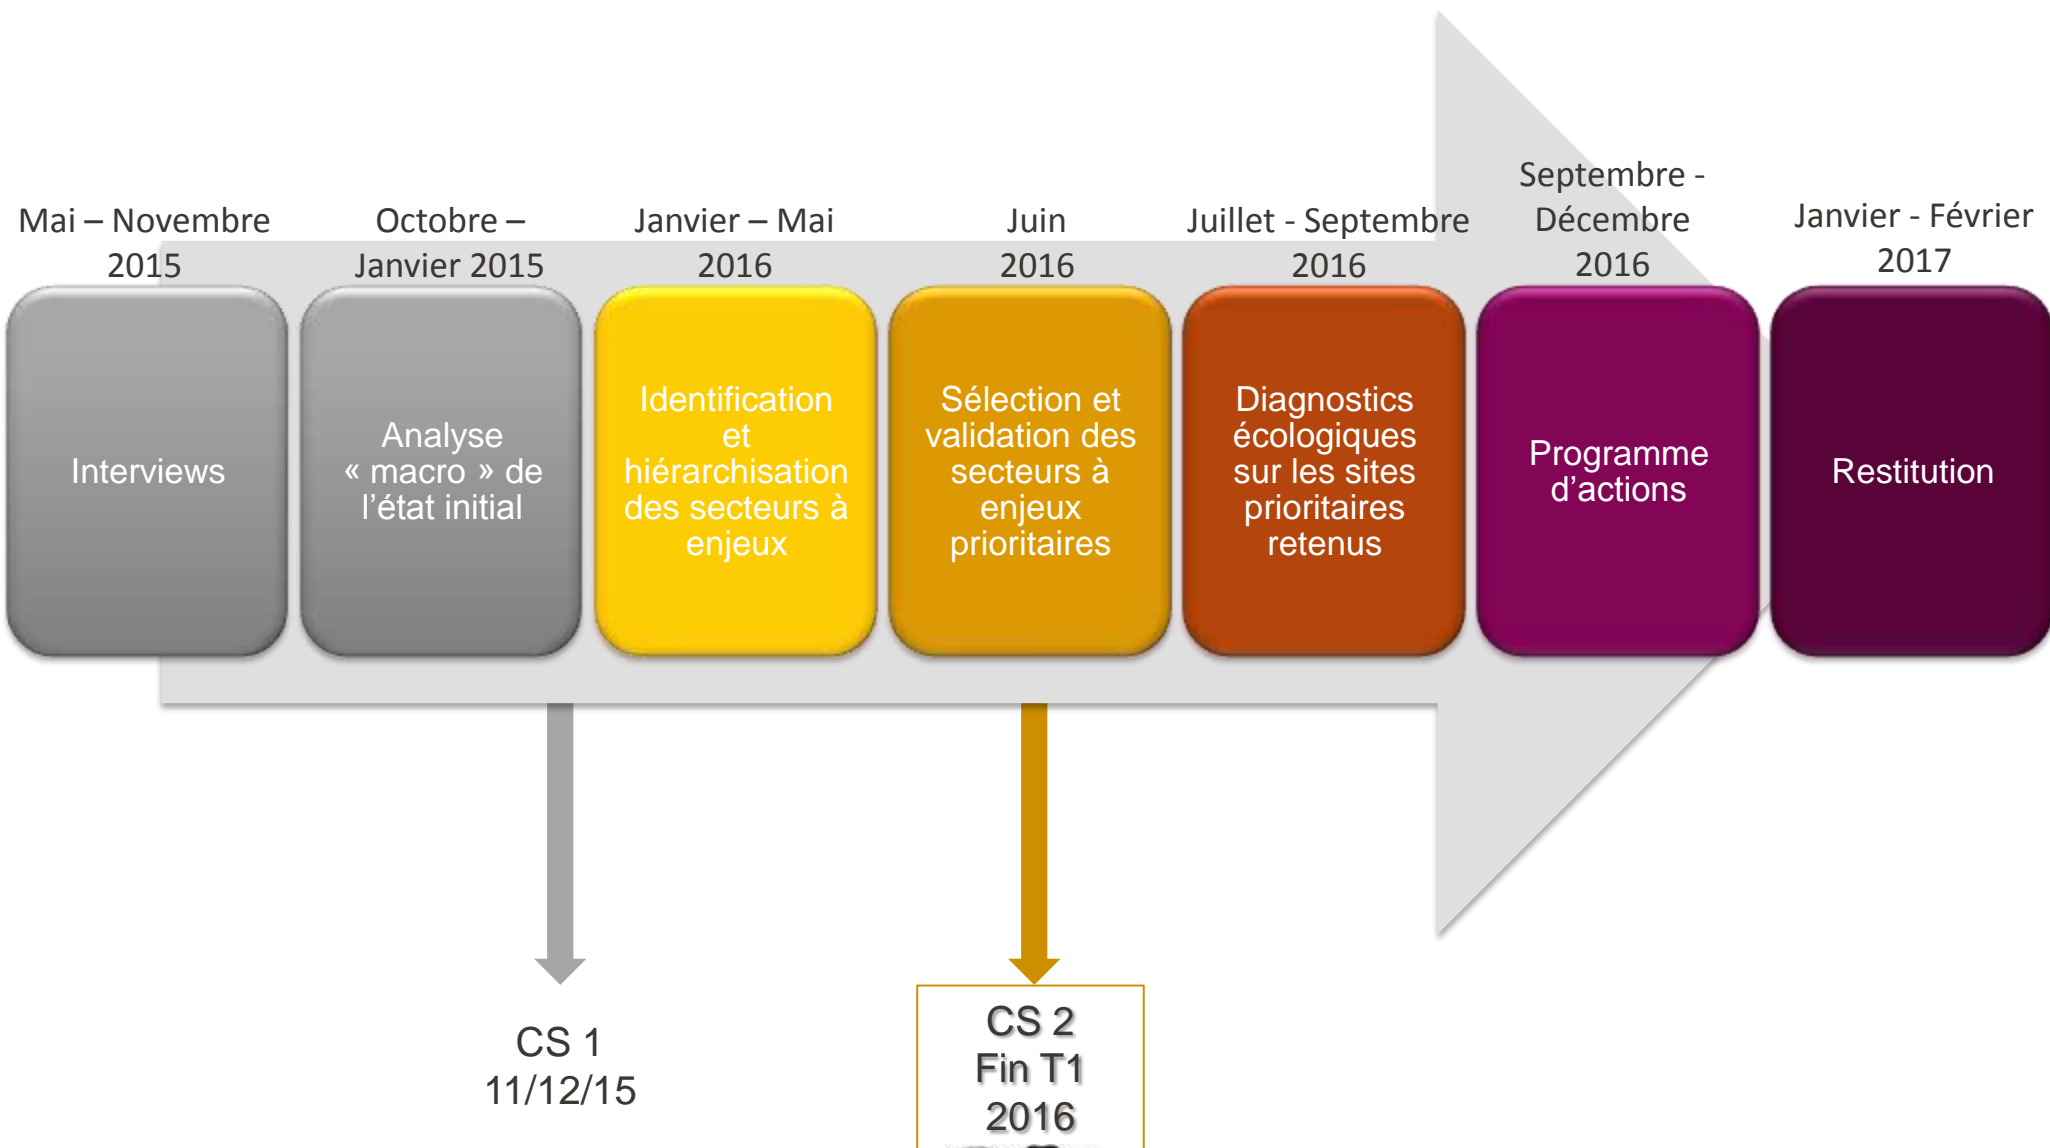 Mai – Novembre
2015
Octobre –
Janvier 2015
Janvier – Mai
2016
Juin
2016
Juillet - Septembre
2016
Septembre -
Décembre
2016
Janvier - Février
2017
Interviews
Analyse
« macro » de
l’état initial
Identification
et
hiérarchisation
des secteurs à
enjeux
Sélection et
validation des
secteurs à
enjeux
prioritaires
Diagnostics
écologiques
sur les sites
prioritaires
retenus
Programme
d’actions
Restitution
CS 1
11/12/15
CS 2
Fin T1
2016